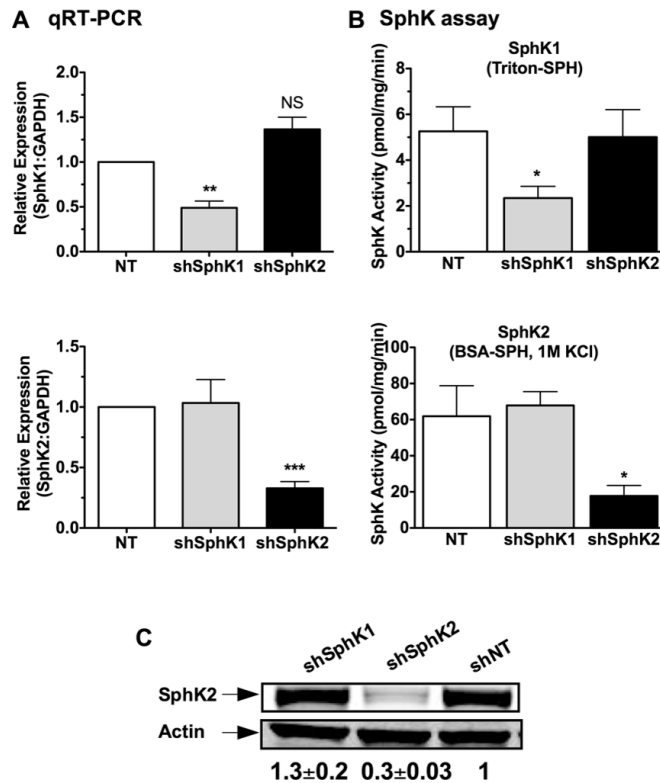 A qRT-PCR
B SphK assay
Relative Expression
(SphK1:GAPDH)
2.0
1.5
1.0
0.5
0.0
**
NS
NT shSphK1 shSphK2
SphK1
(Triton-SPH)
SphK Activity (pmol/mg/min)
8
6
4
2
0
*
NT shSphK1 shSphK2
Relative Expression
(SphK2:GAPDH)
1.5
1.0
0.5
0.0
***
NT shSphK1 shSphK2
SphK2
(BSA-SPH, 1M KCl)
SphK Activity (pmol/mg/min)
100
80
60
40
20
0
*
NT shSphK1 shSphK2
C
shSphK1 shSphK2 shNT
SphK2
Actin
1.3±0.2 0.3±0.03 1